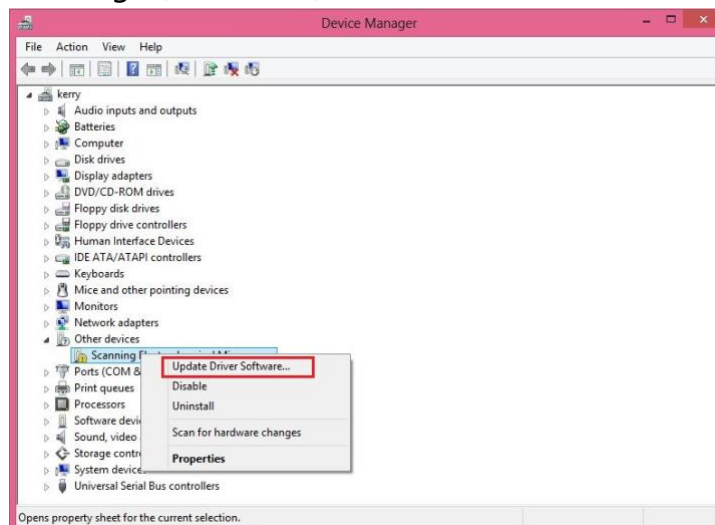 Device Manager
File Action View Help
kerry
Audio inputs and outputs
Batteries
Computer
Disk drives
Display adapters
DVD/CD-ROM drives
Floppy disk drives
Floppy drive controllers
Human Interface Devices
IDE ATA/ATAPI controllers
Keyboards
Mice and other pointing devices
Monitors
Network adapters
Other devices
Scanning
Ports (COM &
Print queues
Processors
Software devi
Sound, video
Storage contr
System device
Universal Serial Bus controllers
Update Driver Software...
Disable
Uninstall
Scan for hardware changes
Properties
Opens property sheet for the current selection.